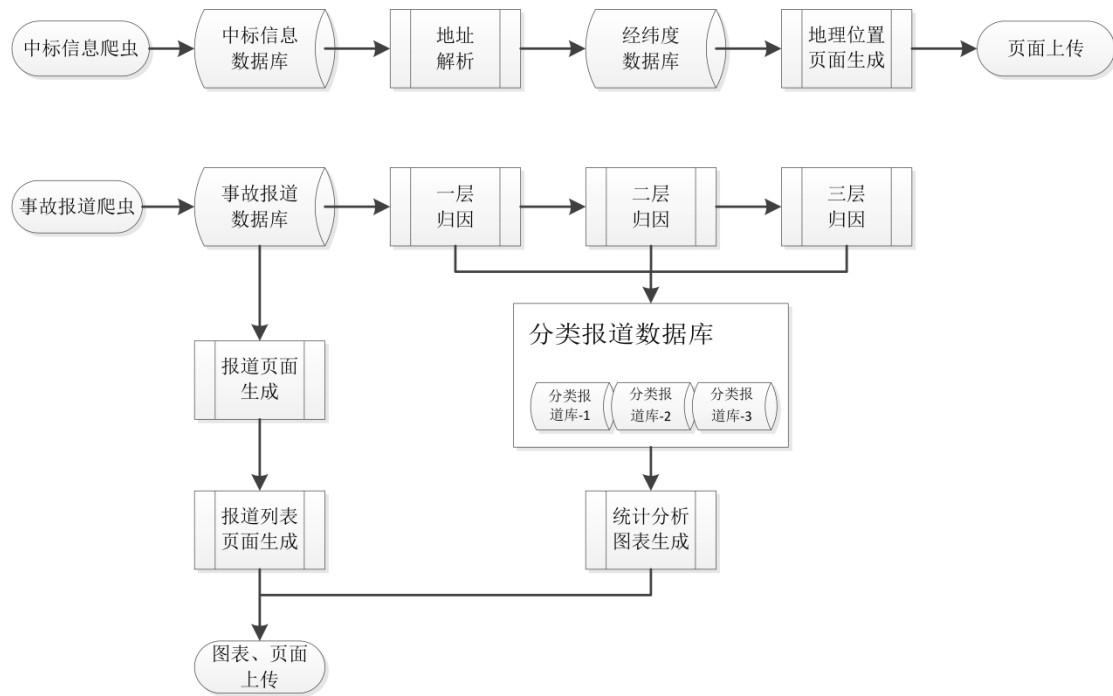 中标信息爬虫
中标信息
数据库
地址
解析
经纬度
数据库
地理位置
页面生成
页面上传
事故报道爬虫
事故报道
数据库
一层
归因
二层
归因
三层
归因
报道页面
生成
分类报道数据库
分类报
道库-1
分类报
道库-2
分类报
道库-3
报道列表
页面生成
统计分析
图表生成
图表、页面
上传